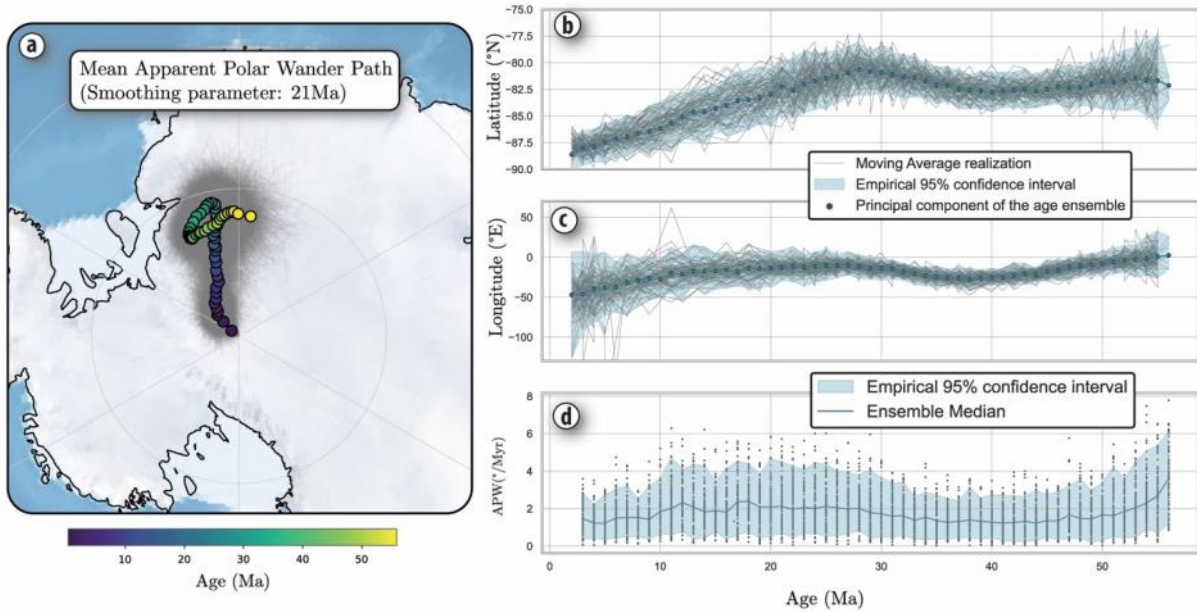 a
Mean Apparent Polar Wander Path
(Smoothing parameter: 21Ma)
10 20 30 40 50
Age (Ma)
b
Latitude (°N)
−75.0
−77.5
−80.0
−82.5
−85.0
−87.5
−90.0
Moving Average realization
Empirical 95% confidence interval
Principal component of the age ensemble
c
Longitude (°E)
50
0
−50
−100
Empirical 95% confidence interval
Ensemble Median
d
APW(°/Myr)
8
6
4
2
0
0 10 20 30 40 50
Age (Ma)